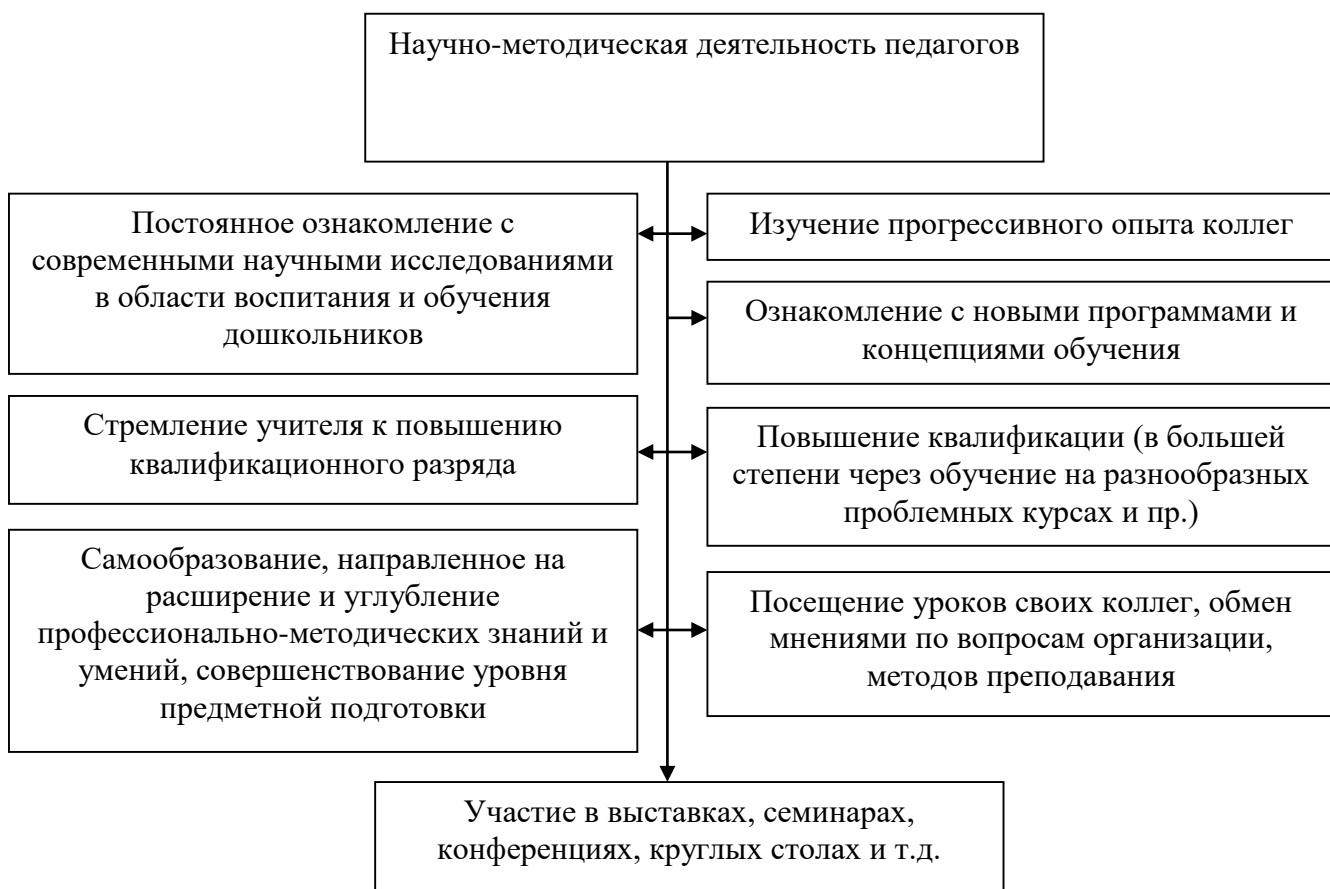 Научно-методическая деятельность педагогов
Постоянное ознакомление с
современными научными исследованиями
в области воспитания и обучения
дошкольников
Изучение прогрессивного опыта коллег
Ознакомление с новыми программами и
концепциями обучения
Стремление учителя к повышению
квалификационного разряда
Повышение квалификации (в большей
степени через обучение на разнообразных
проблемных курсах и пр.)
Самообразование, направленное на
расширение и углубление
профессионально-методических знаний и
умений, совершенствование уровня
предметной подготовки
Посещение уроков своих коллег, обмен
мнениями по вопросам организации,
методов преподавания
Участие в выставках, семинарах,
конференциях, круглых столах и т.д.